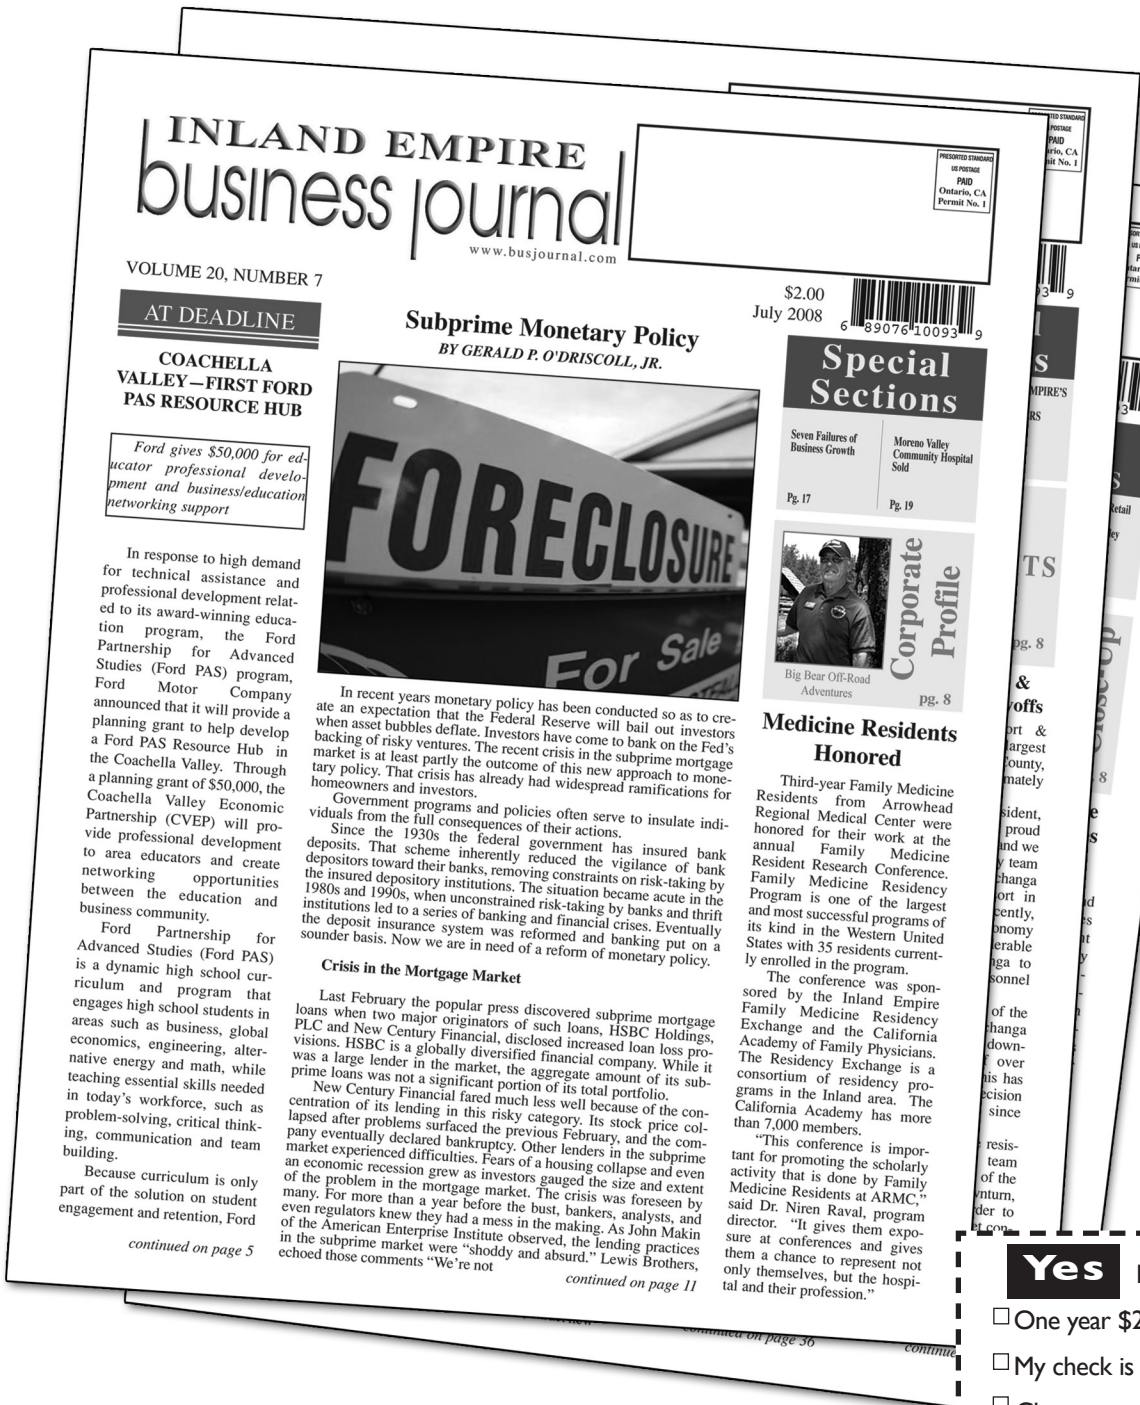 INLAND EMPIRE
business journal
www.busjournal.com
PRESORTED STANDARD
US POSTAGE
PAID
Ontario, CA
Permit No. 1
VOLUME 20, NUMBER 7
$2.00
July 2008
6 89076 10093 9
AT DEADLINE
COACHELLA
VALLEY—FIRST FORD
PAS RESOURCE HUB
Ford gives $50,000 for ed-
ucator professional develo-
pment and business/education
networking support
In response to high demand
for technical assistance and
professional development relat-
ed to its award-winning educa-
tion program, the Ford
Partnership for Advanced
Studies (Ford PAS) program,
Ford Motor Company
announced that it will provide a
planning grant to help develop
a Ford PAS Resource Hub in
the Coachella Valley. Through
a planning grant of $50,000, the
Coachella Valley Economic
Partnership (CVEP) will pro-
vide professional development
to area educators and create
networking opportunities
between the education and
business community.
Ford Partnership for
Advanced Studies (Ford PAS)
is a dynamic high school cur-
riculum and program that
engages high school students in
areas such as business, global
economics, engineering, alter-
native energy and math, while
teaching essential skills needed
in today's workforce, such as
problem-solving, critical think-
ing, communication and team
building.
Because curriculum is only
part of the solution on student
engagement and retention, Ford
continued on page 5
Subprime Monetary Policy
BY GERALD P. O'DRISCOLL, JR.
FORECLOSURE
For Sale
In recent years monetary policy has been conducted so as to cre-
ate an expectation that the Federal Reserve will bail out investors
when asset bubbles deflate. Investors have come to bank on the Fed's
backing of risky ventures. The recent crisis in the subprime mortgage
market is at least partly the outcome of this new approach to mone-
tary policy. That crisis has already had widespread ramifications for
homeowners and investors.
Government programs and policies often serve to insulate indi-
viduals from the full consequences of their actions.
Since the 1930s the federal government has insured bank
deposits. That scheme inherently reduced the vigilance of bank
depositors toward their banks, removing constraints on risk-taking by
the insured depository institutions. The situation became acute in the
1980s and 1990s, when unconstrained risk-taking by banks and thrift
institutions led to a series of banking and financial crises. Eventually
the deposit insurance system was reformed and banking put on a
sounder basis. Now we are in need of a reform of monetary policy.
Crisis in the Mortgage Market
Last February the popular press discovered subprime mortgage
loans when two major originators of such loans, HSBC Holdings,
PLC and New Century Financial, disclosed increased loan loss pro-
visions. HSBC is a globally diversified financial company. While it
was a large lender in the market, the aggregate amount of its sub-
prime loans was not a significant portion of its total portfolio.
New Century Financial fared much less well because of the con-
centration of its lending in this risky category. Its stock price col-
lapsed after problems surfaced the previous February, and the com-
pany eventually declared bankruptcy. Other lenders in the subprime
market experienced difficulties. Fears of a housing collapse and even
an economic recession grew as investors gauged the size and extent
of the problem in the mortgage market. The crisis was foreseen by
many. For more than a year before the bust, bankers, analysts, and
even regulators knew they had a mess in the making. As John Makin
of the American Enterprise Institute observed, the lending practices
in the subprime market were "shoddy and absurd." Lewis Brothers,
echoed those comments "We're not
continued on page 11
Special
Sections
Seven Failures of
Business Growth
Pg. 17
Moreno Valley
Community Hospital
Sold
Pg. 19
Corporate
Profile
Big Bear Off-Road
Adventures
pg. 8
Medicine Residents
Honored
Third-year Family Medicine
Residents from Arrowhead
Regional Medical Center were
honored for their work at the
annual Family Medicine
Resident Research Conference.
Family Medicine Residency
Program is one of the largest
and most successful programs of
its kind in the Western United
States with 35 residents current-
ly enrolled in the program.
The conference was spon-
sored by the Inland Empire
Family Medicine Residency
Exchange and the California
Academy of Family Physicians.
The Residency Exchange is a
consortium of residency pro-
grams in the Inland area. The
California Academy has more
than 7,000 members.
"This conference is impor-
tant for promoting the scholarly
activity that is done by Family
Medicine Residents at ARMC,"
said Dr. Niren Raval, program
director. "It gives them expo-
sure at conferences and gives
them a chance to represent not
only themselves, but the hospi-
tal and their profession."
pg. 8
continued on page 36
Yes
One year $2
My check is